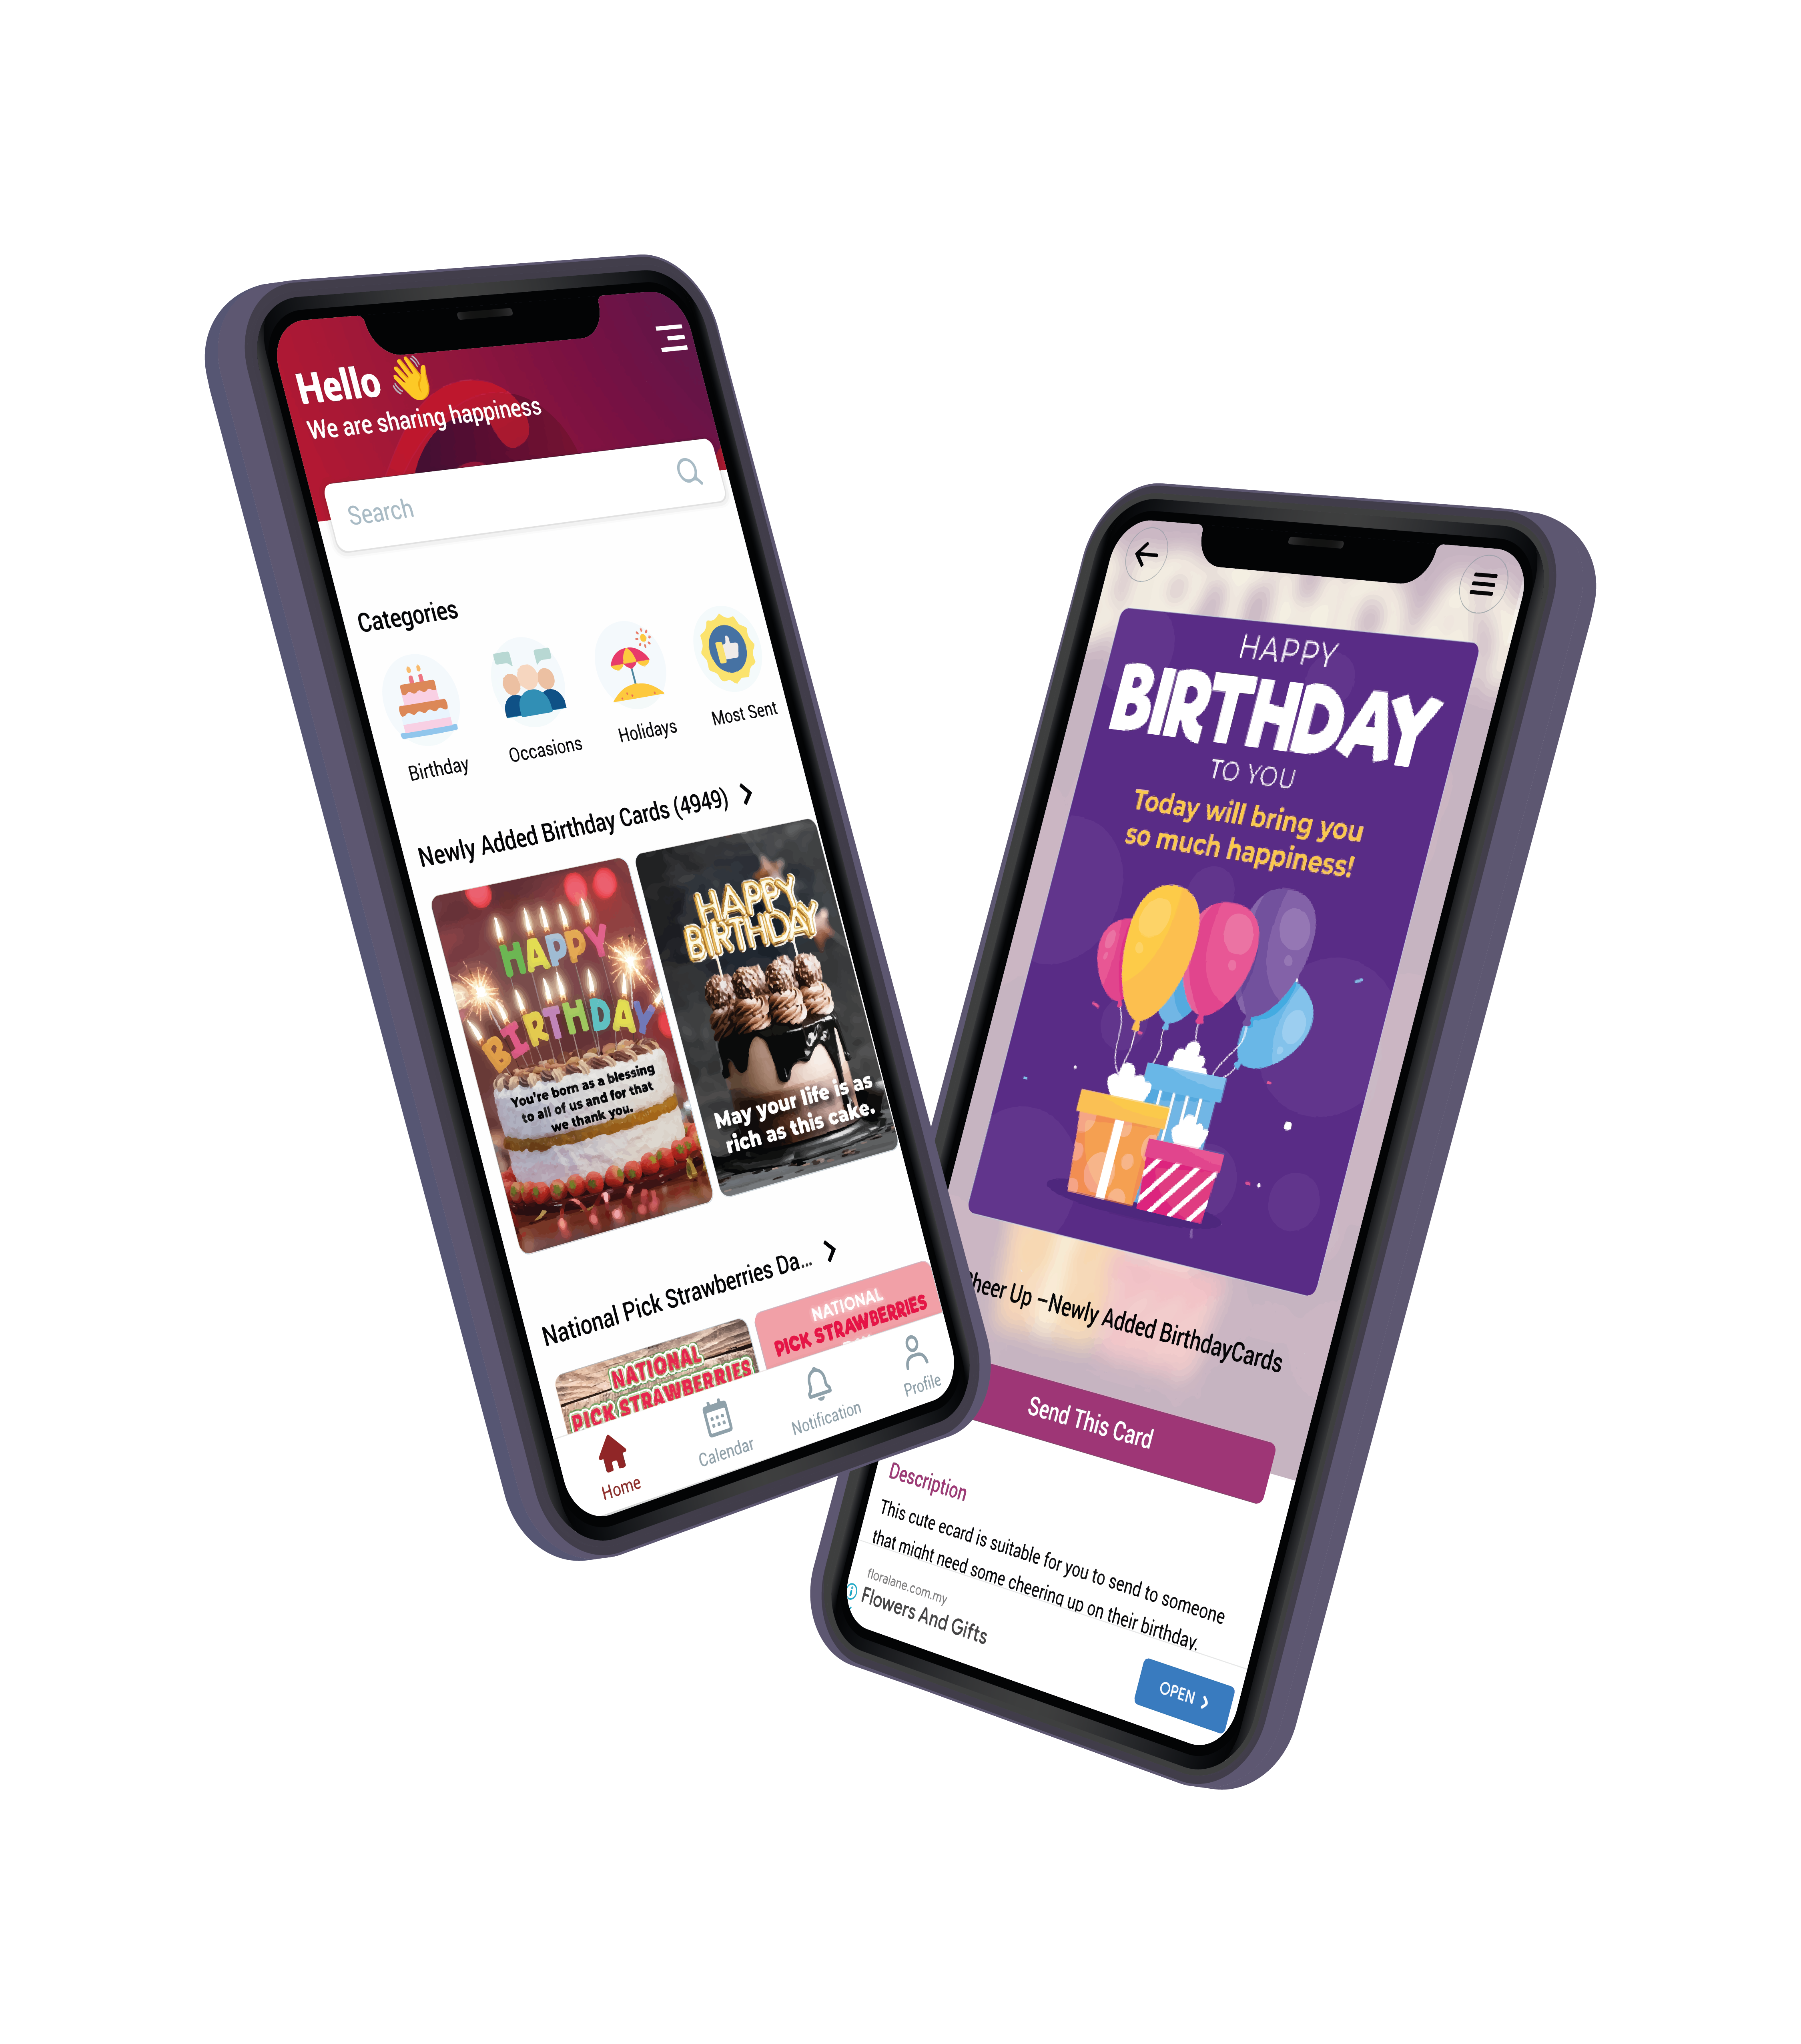 Hello 👋
We are sharing happiness
Search
Categories
Birthday
Occasions
Holidays
Most Sent
Newly Added Birthday Cards (4949)
HAPPY
BIRTHDAY
You're born as a blessing
to all of us and for that
we thank you.
HAPPY
BIRTHDAY
May your life is as
rich as this cake.
National Pick Strawberries Da...
NATIONAL
PICK STRAWBERRIES
NATIONAL
PICK STRAWBERRIES
Home
Calendar
Notification
Profile
HAPPY
BIRTHDAY
TO YOU
Today will bring you
so much happiness!
Cheer Up –Newly Added BirthdayCards
Send This Card
Description
This cute ecard is suitable for you to send to someone
that might need some cheering up on their birthday.
floralane.com.my
Flowers And Gifts
OPEN